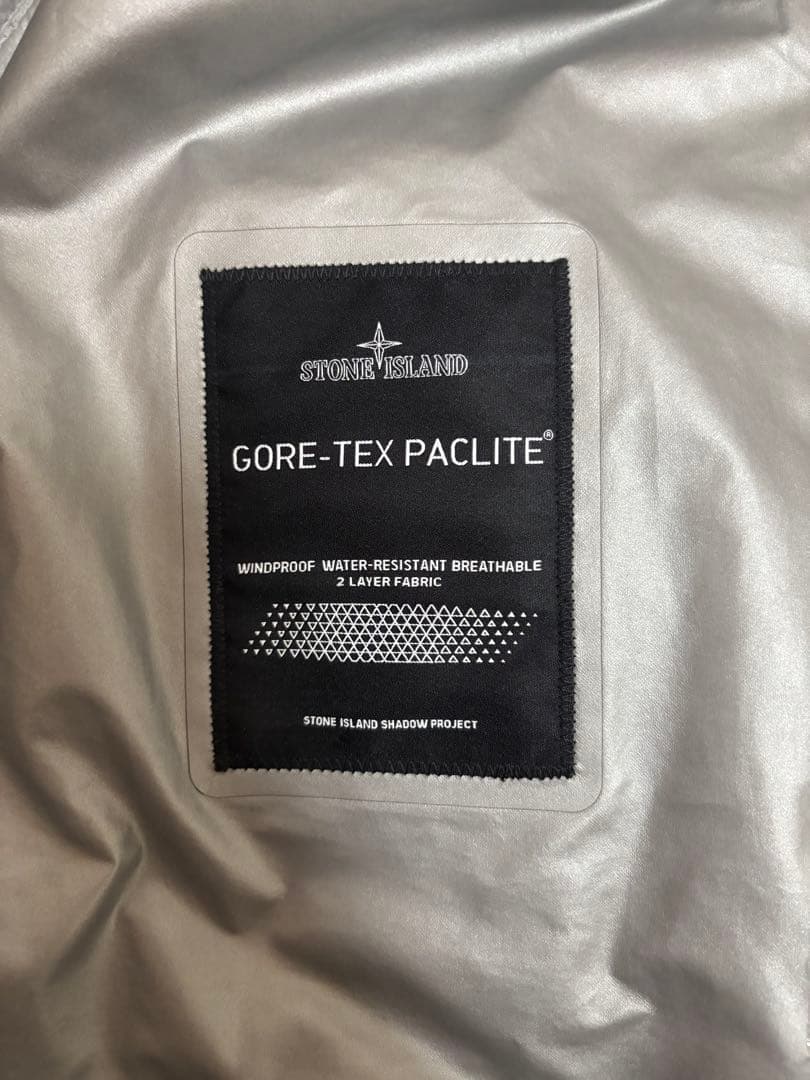 STONE ISLAND
GORE-TEX PACLITE®
WINDPROOF WATER-RESISTANT BREATHABLE
2 LAYER FABRIC
STONE ISLAND SHADOW PROJECT